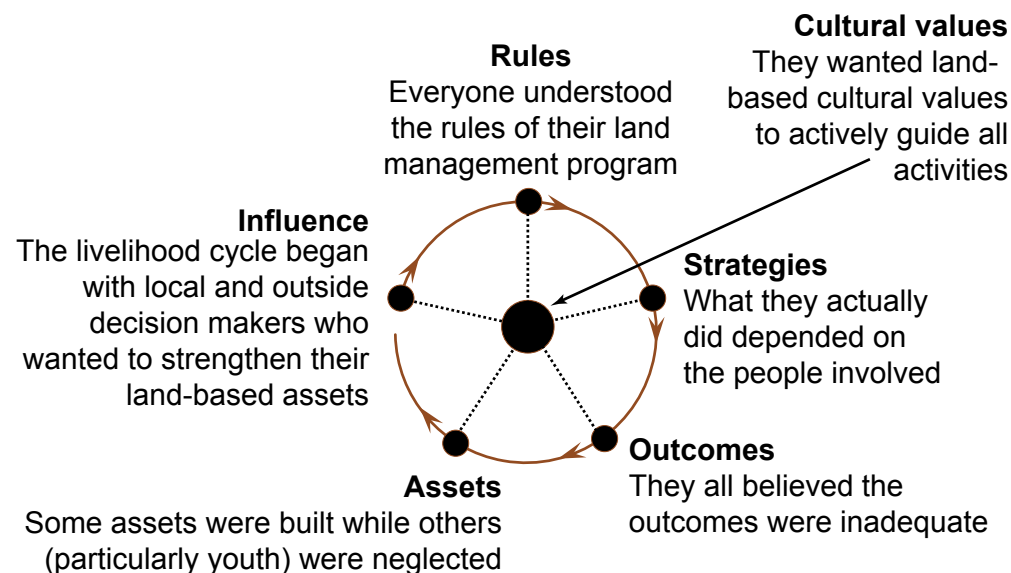 Cultural values
They wanted land-
based cultural values
to actively guide all
activities
Rules
Everyone understood
the rules of their land
management program
Influence
The livelihood cycle began
with local and outside
decision makers who
wanted to strengthen their
land-based assets
Strategies
What they actually
did depended on
the people involved
Outcomes
They all believed the
outcomes were inadequate
Assets
Some assets were built while others
(particularly youth) were neglected